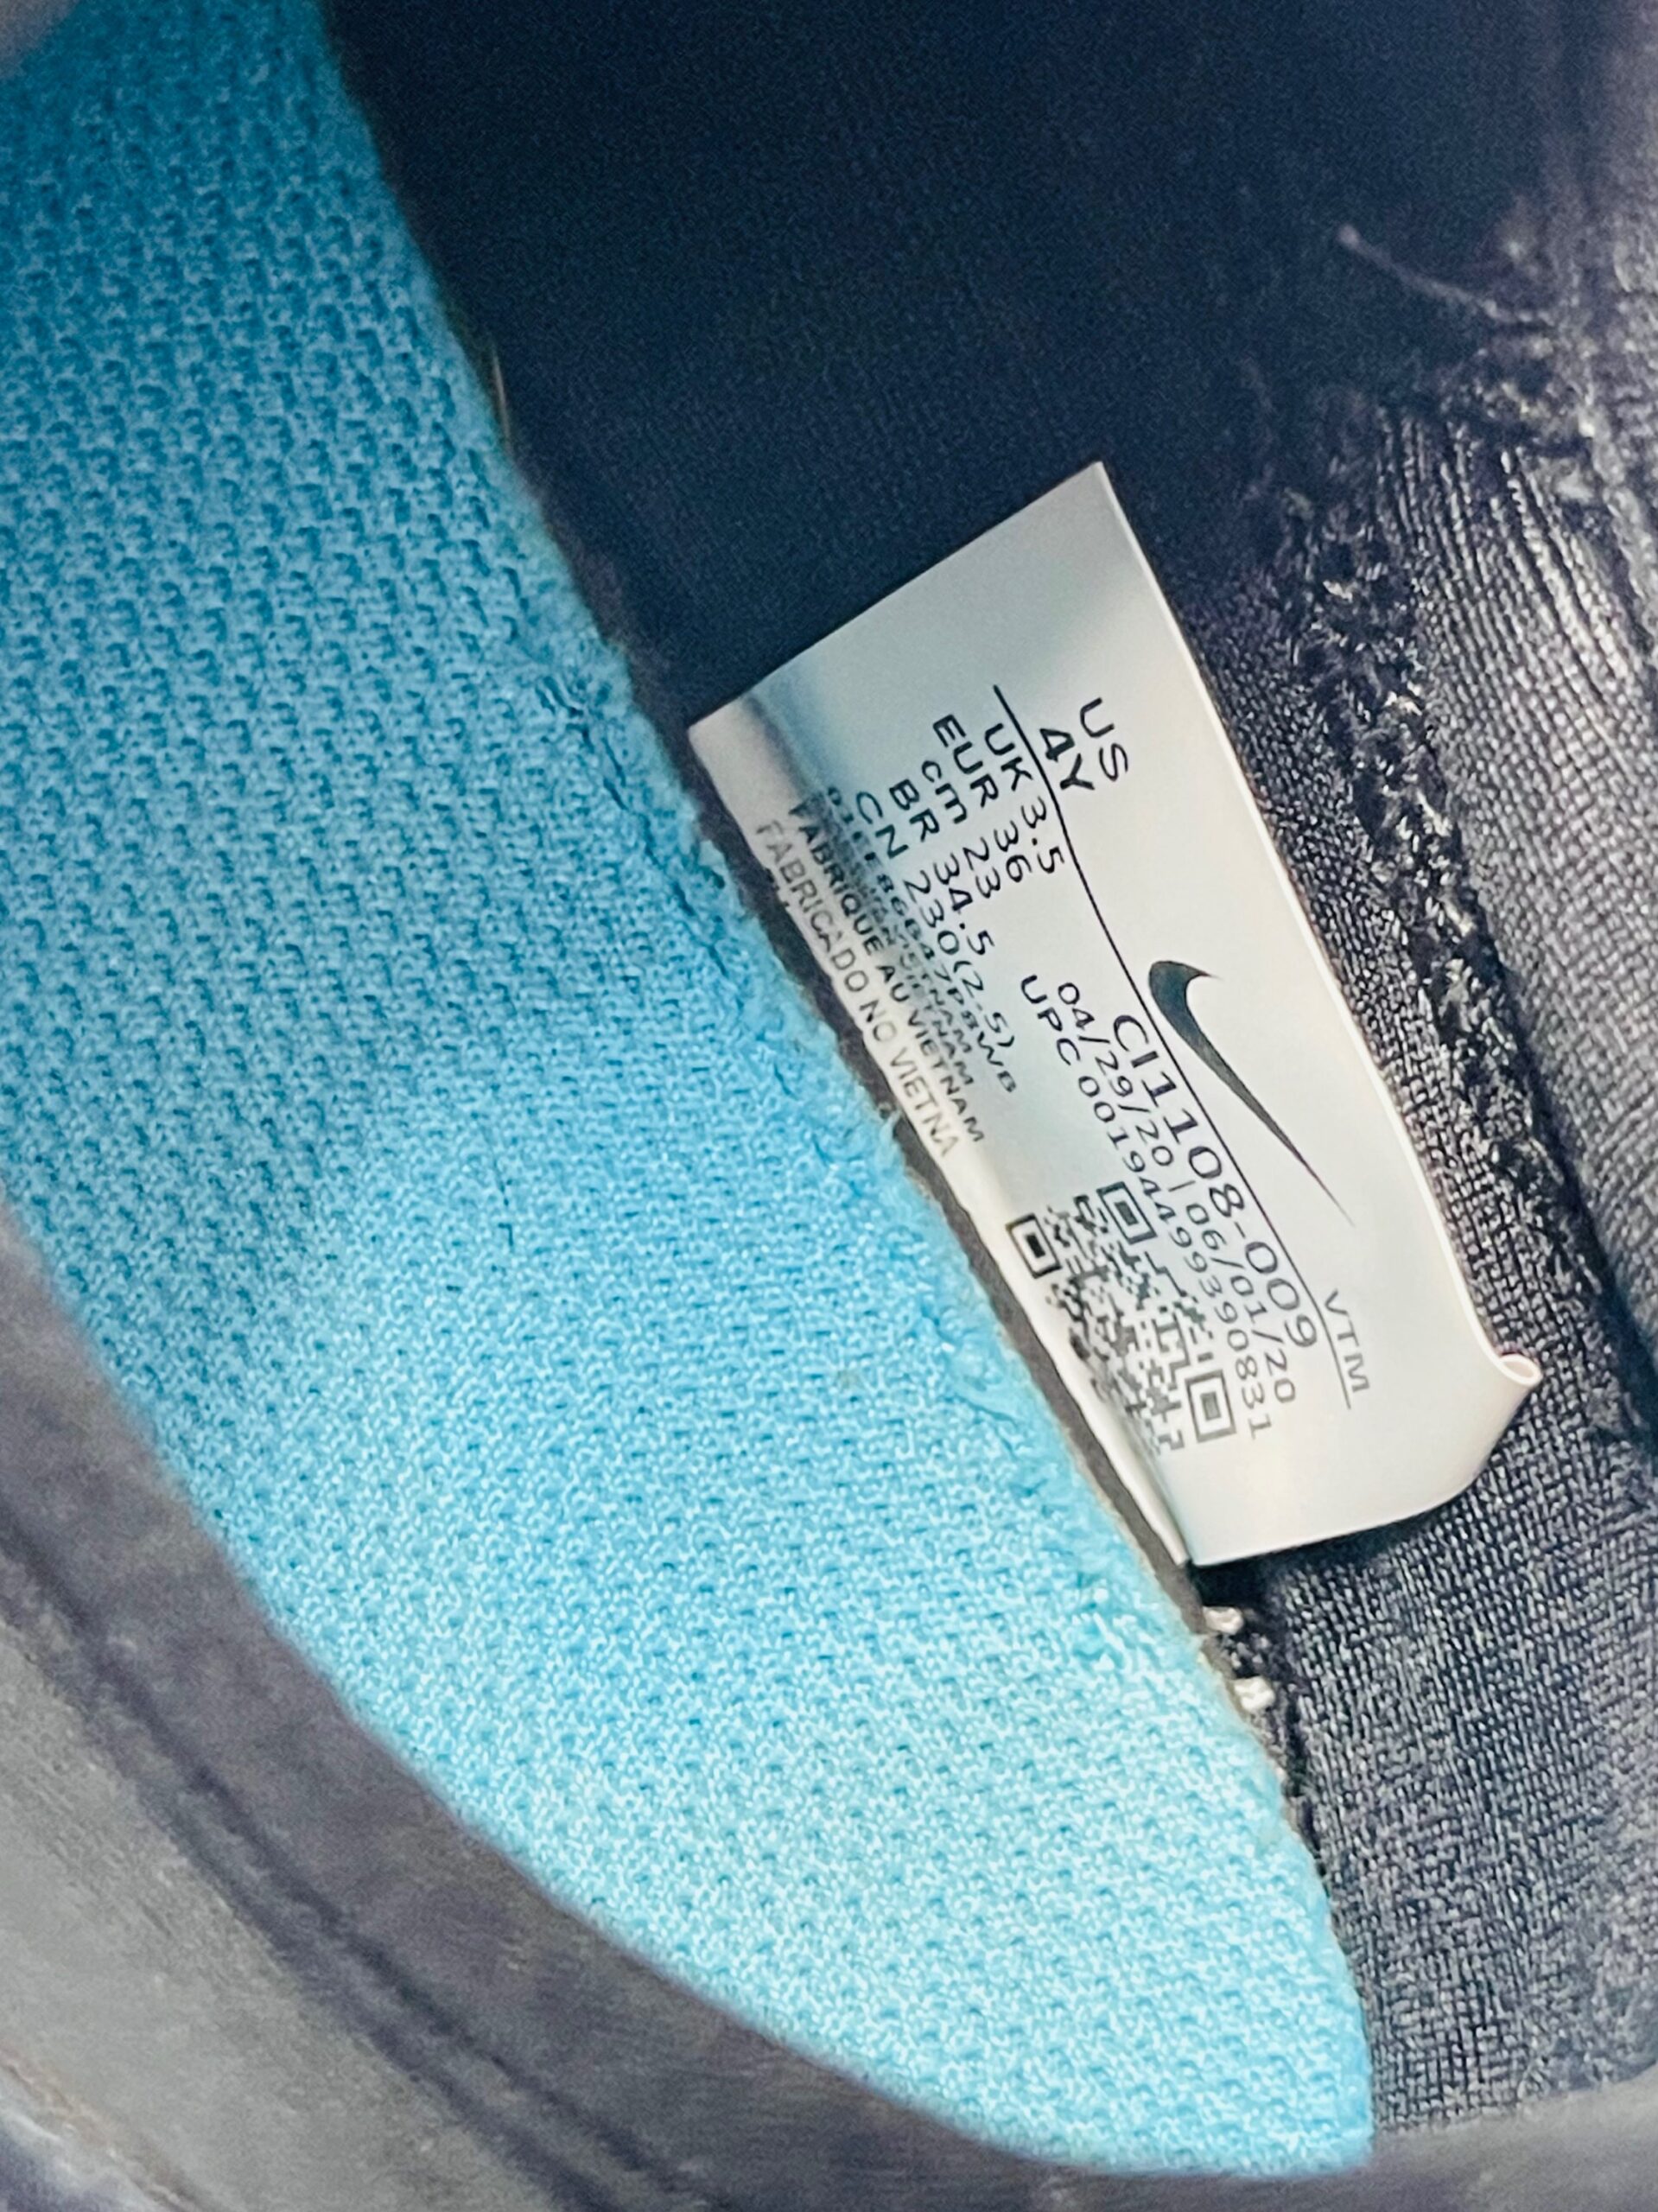 US
4Y
UK 3.5
EUR 36
cm 23
BR 34.5
CN 230(2.5)
FABRIQUE AU VIETNAM
FABRICADO NO VIETNA
VTM
CI1108-009
04/29/20 | 06/01/20
UPC 00194499390831